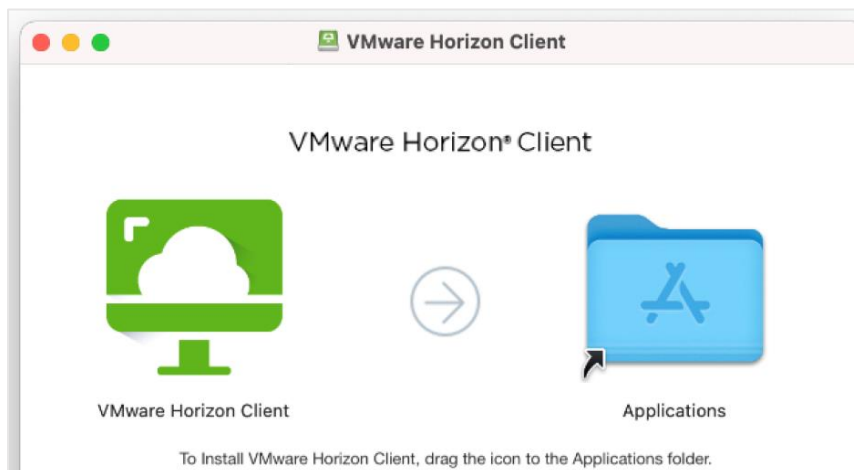 VMware Horizon Client
VMware Horizon® Client
VMware Horizon Client
Applications
To Install VMware Horizon Client, drag the icon to the Applications folder.